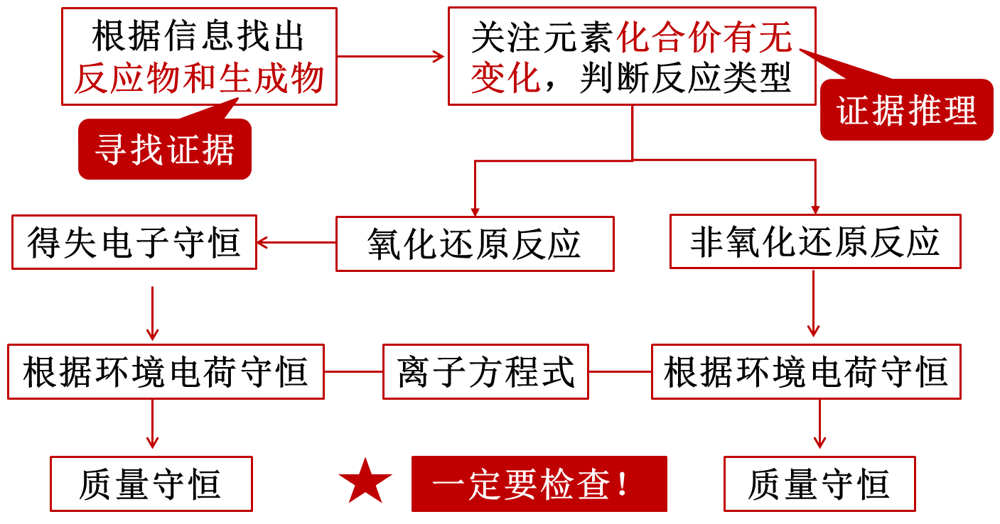 根据信息找出
反应物和生成物
关注元素化合价有无
变化，判断反应类型
证据推理
寻找证据
得失电子守恒
氧化还原反应
非氧化还原反应
根据环境电荷守恒
离子方程式
根据环境电荷守恒
质量守恒
一定要检查！
质量守恒